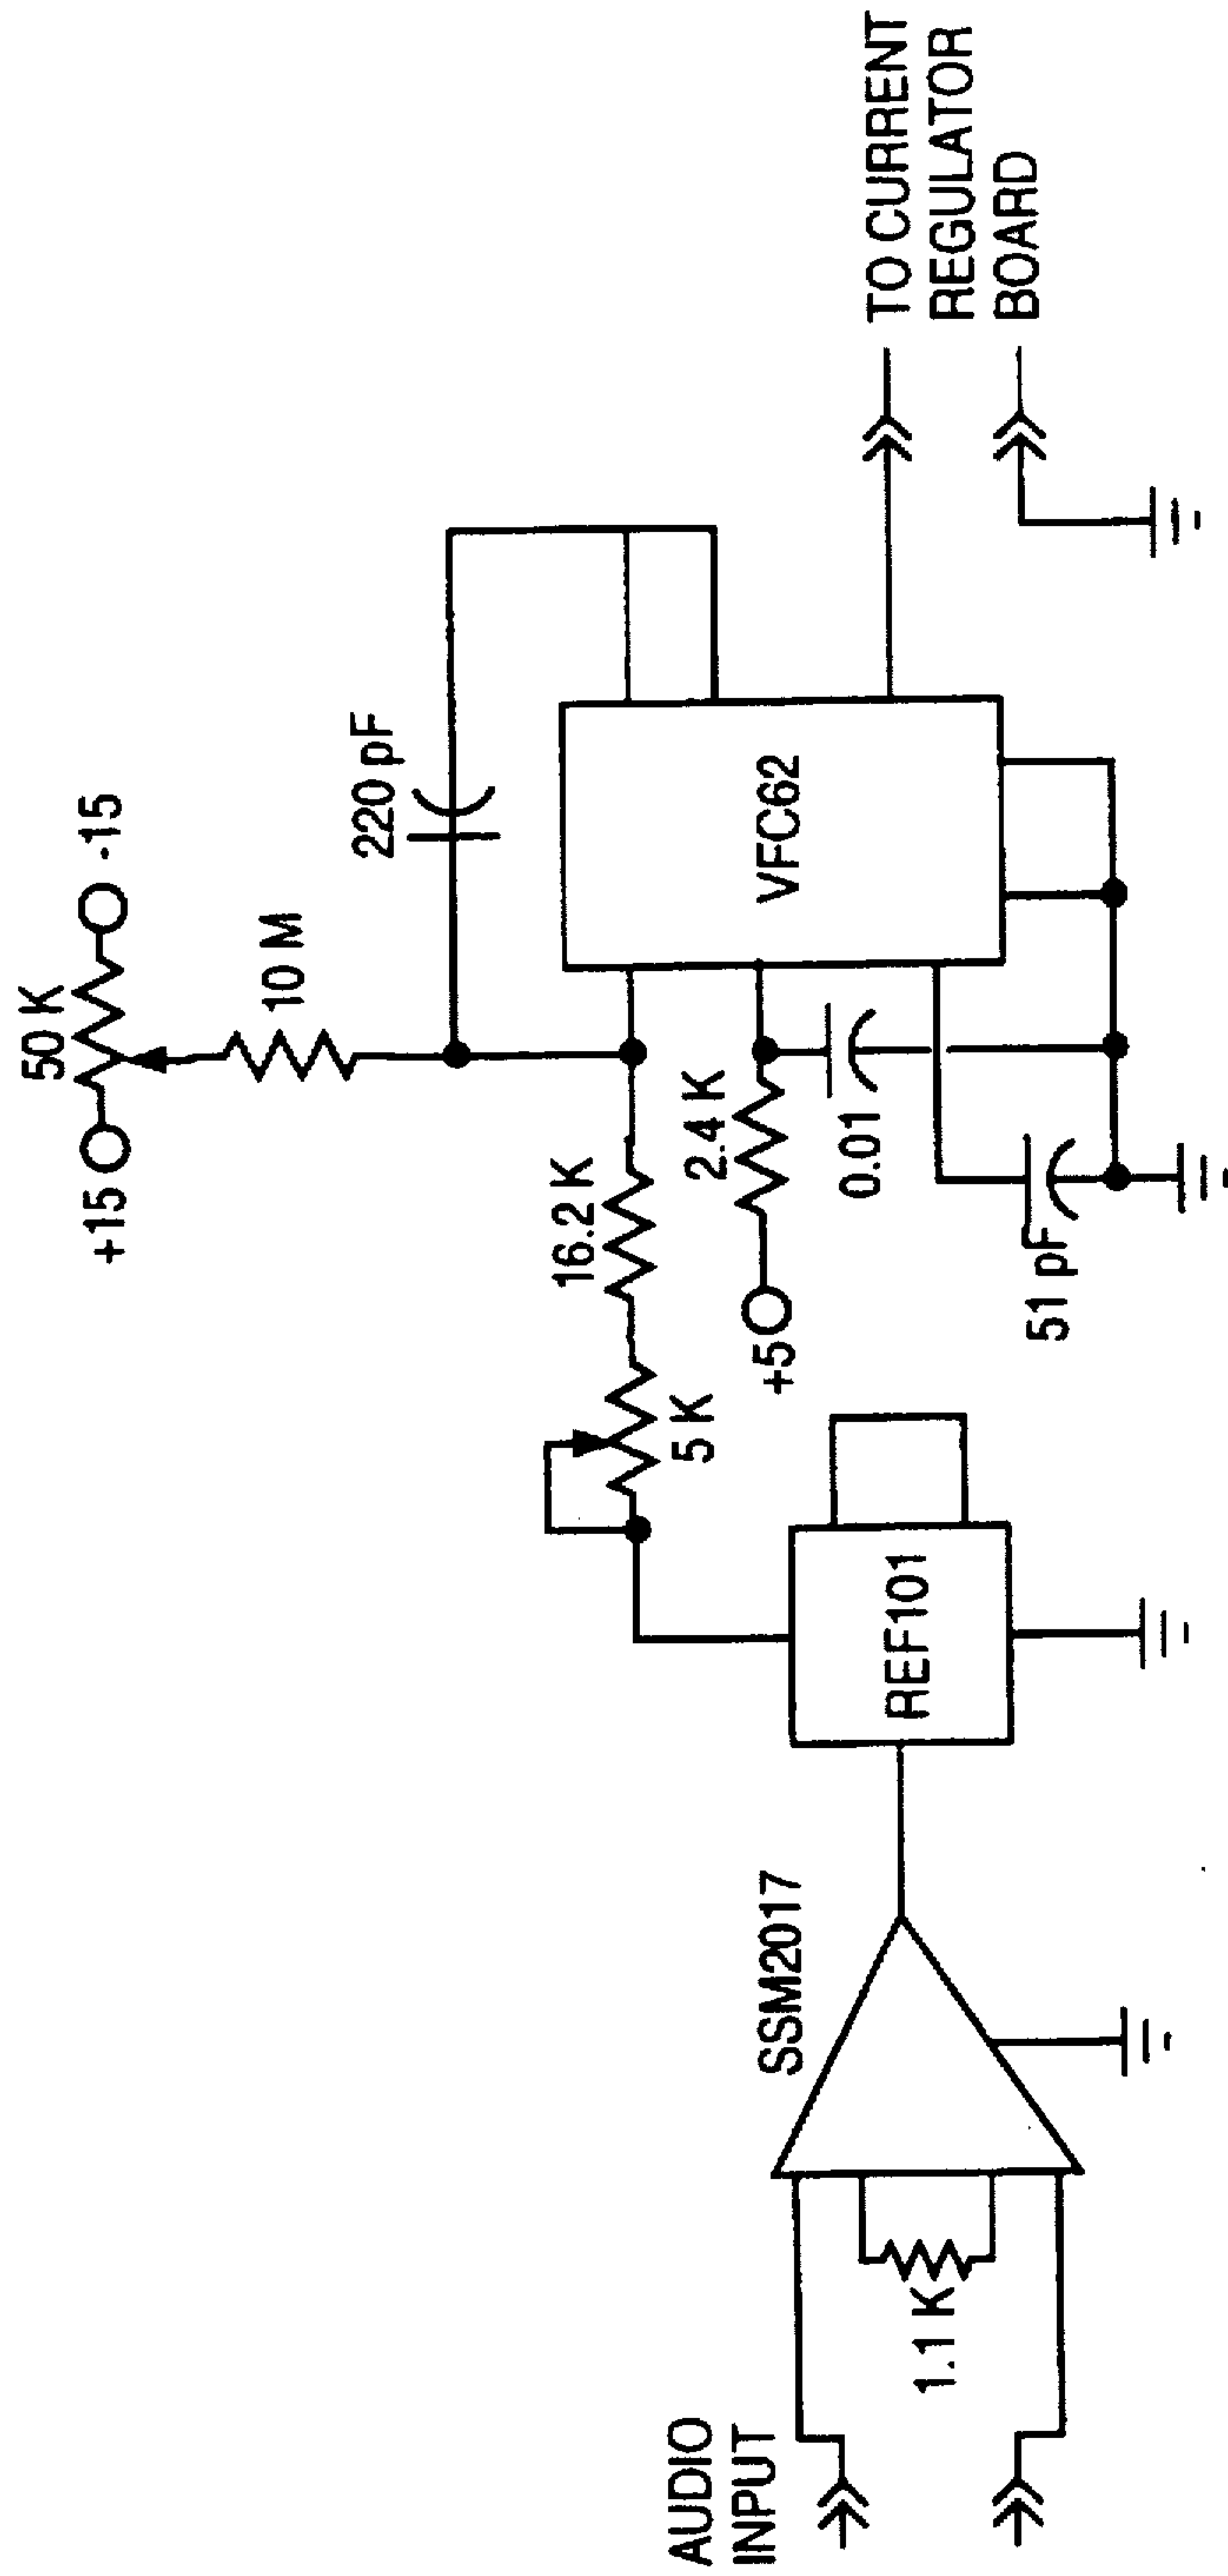 AUDIO
INPUT
1.1 K
SSM2017
REF101
5 K
16.2 K
+15
50 K
-15
10 M
220 pF
+5
2.4 K
0.01
51 pF
VFC62
TO CURRENT
REGULATOR
BOARD